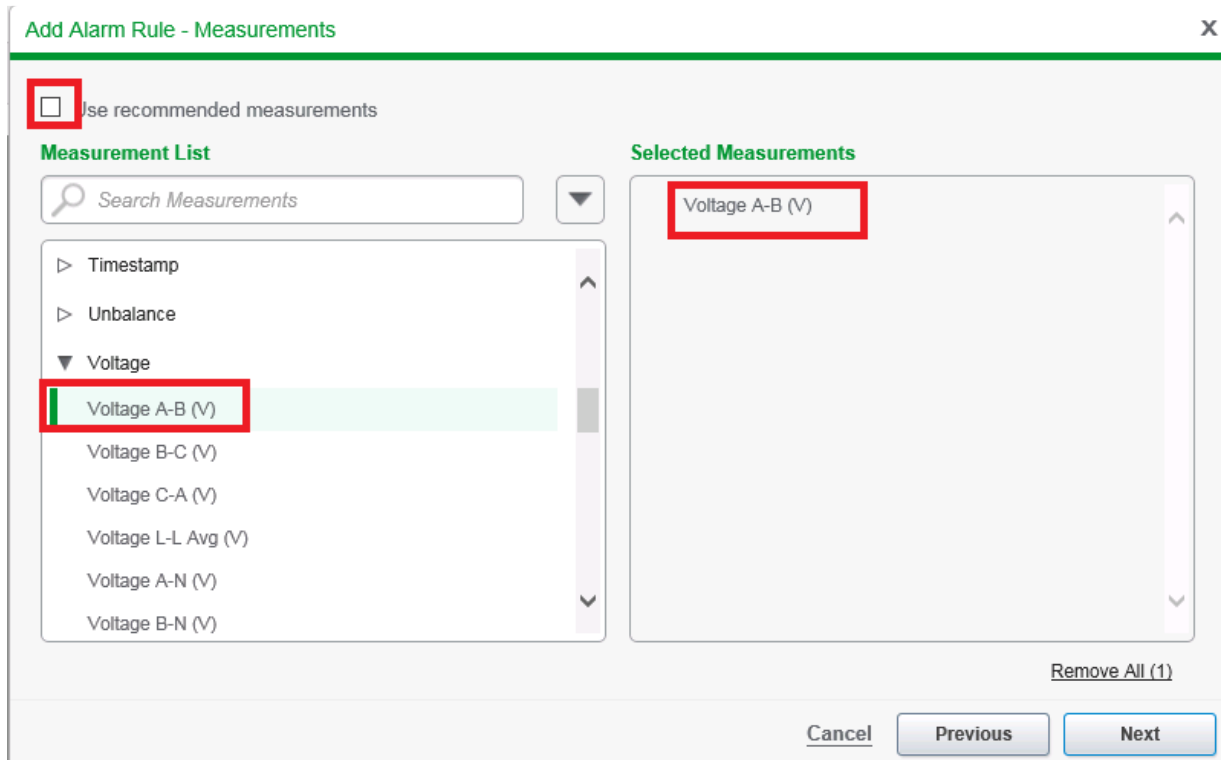 Add Alarm Rule - Measurements
x
Use recommended measurements
Measurement List
Search Measurements
Timestamp
Unbalance
Voltage
Voltage A-B (V)
Voltage B-C (V)
Voltage C-A (V)
Voltage L-L Avg (V)
Voltage A-N (V)
Voltage B-N (V)
Selected Measurements
Voltage A-B (V)
Remove All (1)
Cancel
Previous
Next